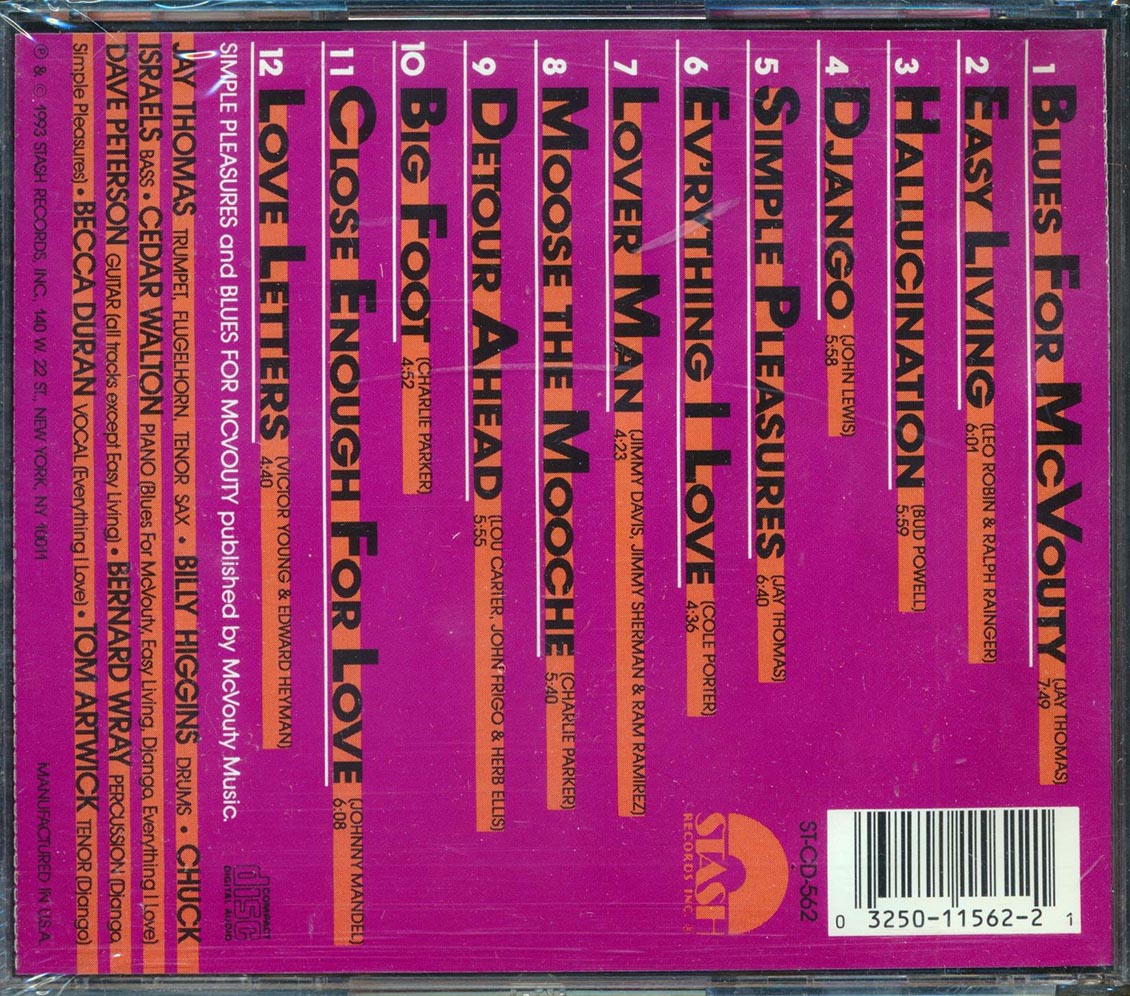 1 BLUES FOR MCVOUTY (JAY THOMAS)
7:49
2 EASY LIVING (LEO ROBIN & RALPH RAINGER)
6:01
3 HALLUCINATION (BUD POWELL)
5:59
4 DJANGO (JOHN LEWIS)
5:58
5 SIMPLE PLEASURES (JAY THOMAS)
6:40
6 EV'RYTHING I LOVE (COLE PORTER)
4:36
7 LOVER MAN (JIMMY DAVIS, JIMMY SHERMAN & RAM RAMIREZ)
4:23
8 MOOSE THE MOOCHE (CHARLIE PARKER)
5:40
9 DETOUR AHEAD (LOU CARTER, JOHN FRIGO & HERB ELLIS)
5:55
10 BIG FOOT (CHARLIE PARKER)
4:52
11 CLOSE ENOUGH FOR LOVE (JOHNNY MANDEL)
6:08
12 LOVE LETTERS (VICTOR YOUNG & EDWARD HEYMAN)
4:40
SIMPLE PLEASURES and BLUES FOR MCVOUTY published by McVouty Music.
JAY THOMAS TRUMPET, FLUGELHORN, TENOR SAX • BILLY HIGGINS DRUMS • CHUCK
ISRAELS BASS • CEDAR WALTON PIANO (Blues For McVouty, Easy Living, Django, Everything I Love)
DAVE PETERSON GUITAR (all tracks except Easy Living) • BERNARD WRAY PERCUSSION (Django,
Simple Pleasures) • BECCA DURAN VOCAL (Everything I Love) • TOM ARTWICK TENOR (Django)
℗ & © 1993 STASH RECORDS, INC., 140 W. 22 ST., NEW YORK, NY 10011 MANUFACTURED IN U.S.A.
0 3250-11562-2 1
ST-CD-562
STASH
RECORDS INC.®
COMPACT
disc
DIGITAL AUDIO